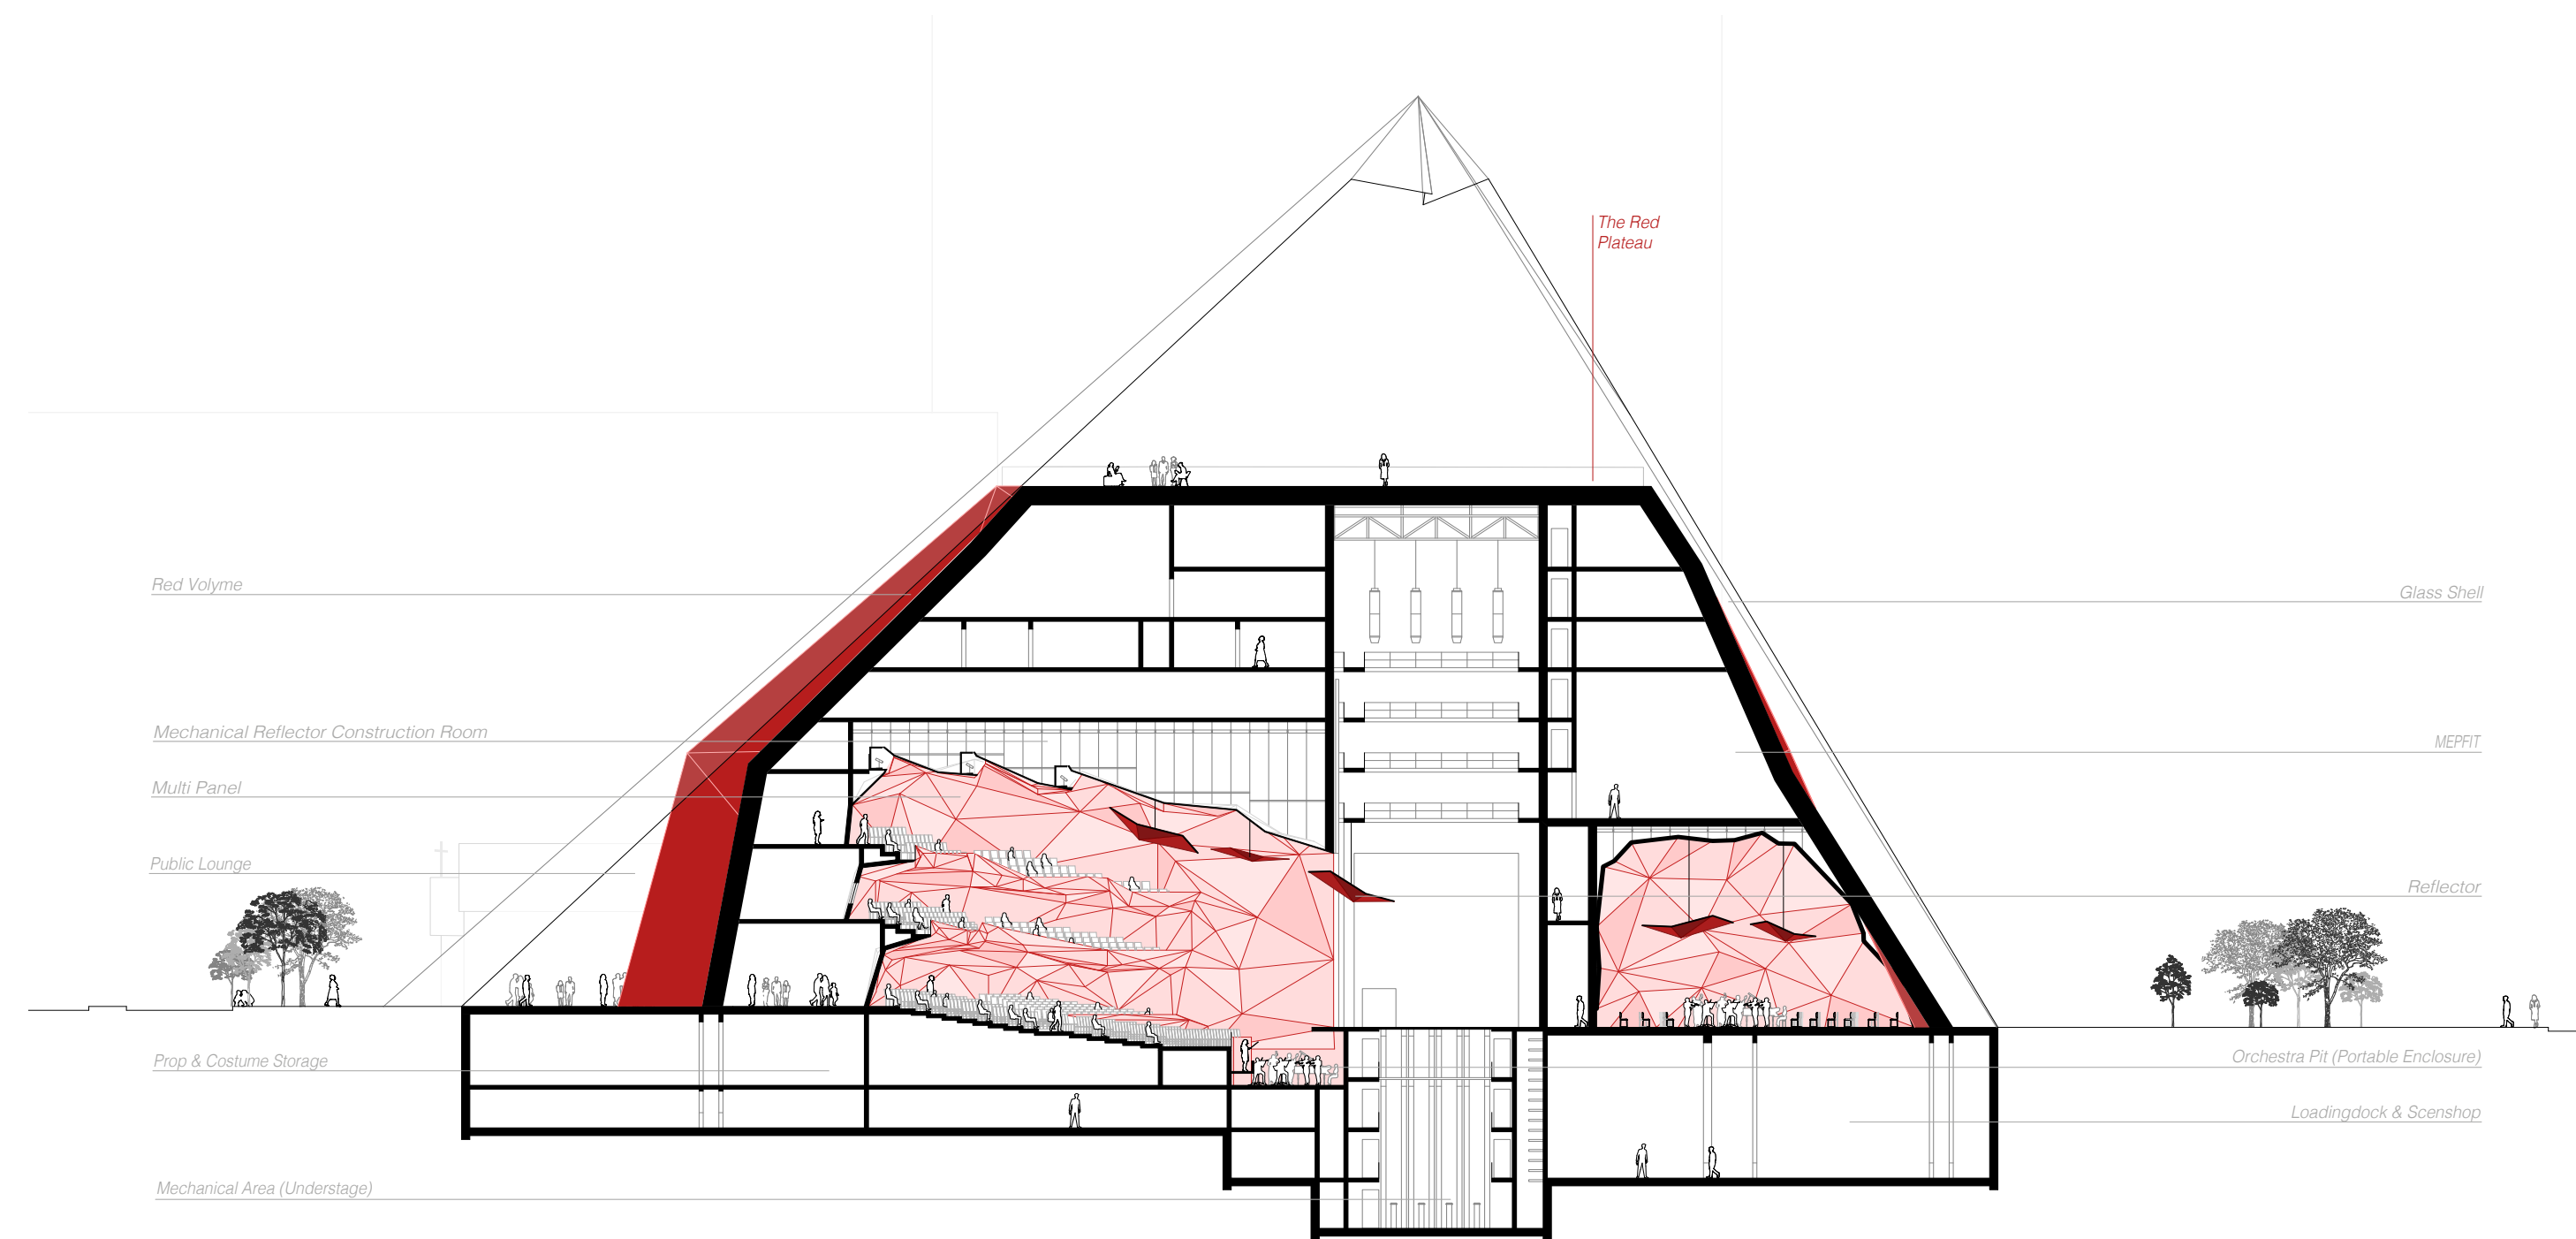 The Red
Plateau
Red Volyme
Glass Shell
Mechanical Reflector Construction Room
MEPFIT
Multi Panel
Public Lounge
Reflector
Prop & Costume Storage
Orchestra Pit (Portable Enclosure)
Loadingdock & Scenshop
Mechanical Area (Understage)